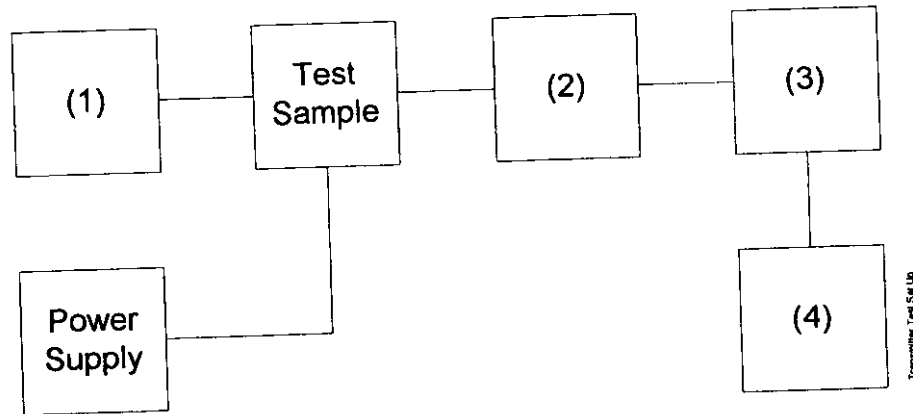 (1)
Test
Sample
(2)
(3)
Power
Supply
(4)
Transmitter Test Set Up